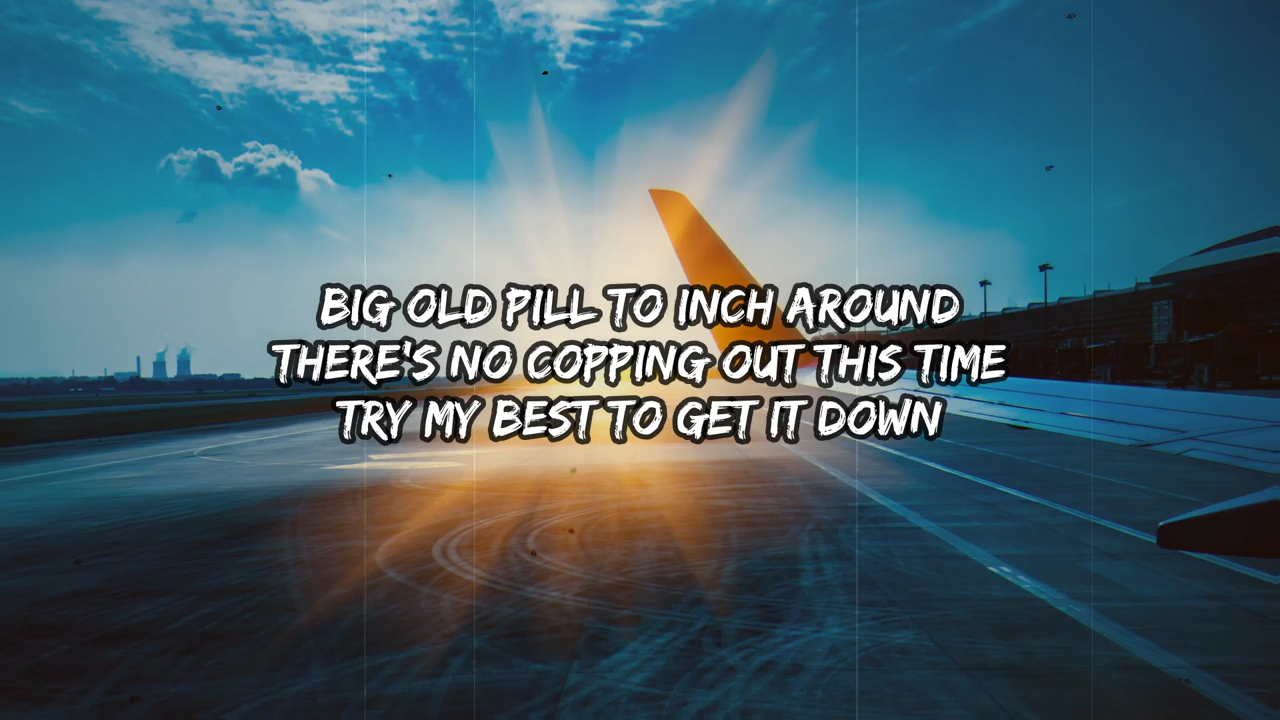 BIG OLD PILL TO INCH AROUND
THERE'S NO COPPING OUT THIS TIME
TRY MY BEST TO GET IT DOWN